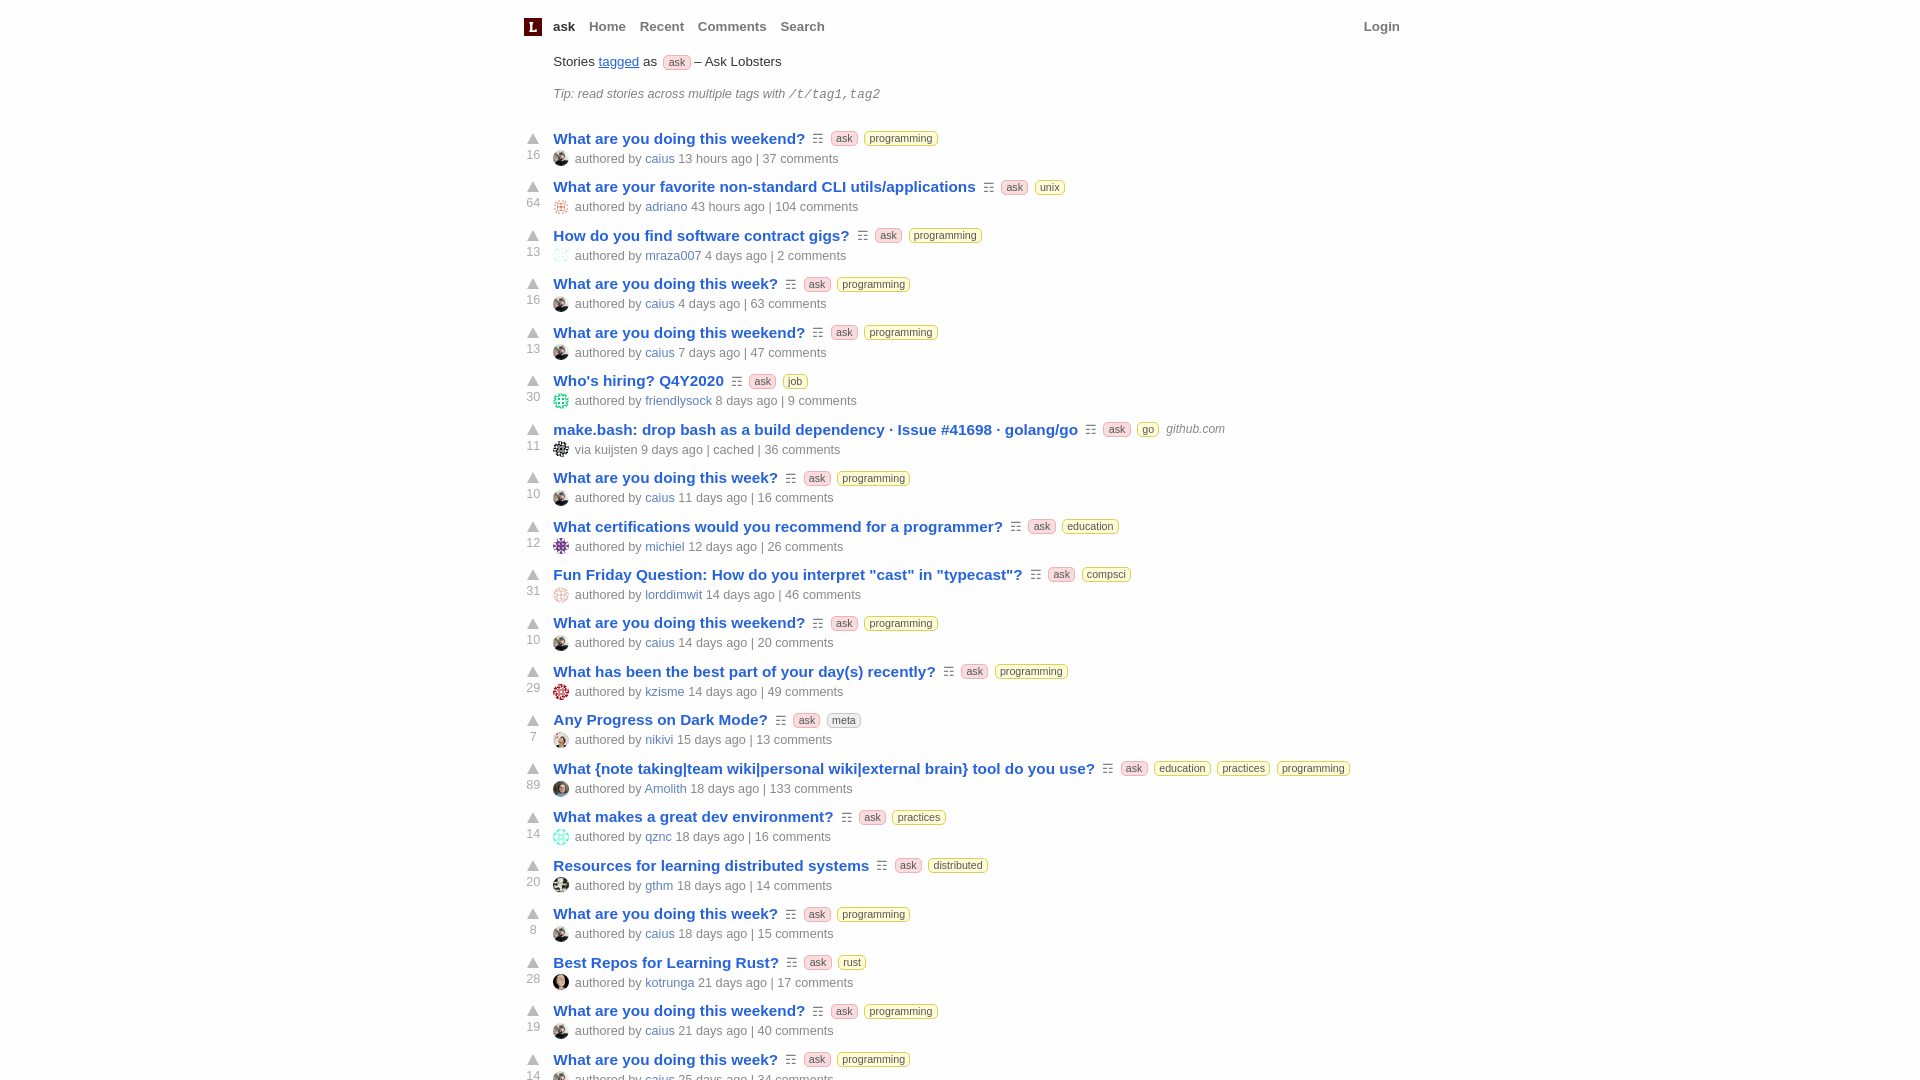 L ask Home Recent Comments Search Login
Stories tagged as ask – Ask Lobsters
Tip: read stories across multiple tags with /t/tag1,tag2
What are you doing this weekend? ☶ ask programming
16 authored by caius 13 hours ago | 37 comments
What are your favorite non-standard CLI utils/applications ☶ ask unix
64 authored by adriano 43 hours ago | 104 comments
How do you find software contract gigs? ☶ ask programming
13 authored by mraza007 4 days ago | 2 comments
What are you doing this week? ☶ ask programming
16 authored by caius 4 days ago | 63 comments
What are you doing this weekend? ☶ ask programming
13 authored by caius 7 days ago | 47 comments
Who's hiring? Q4Y2020 ☶ ask job
30 authored by friendlysock 8 days ago | 9 comments
make.bash: drop bash as a build dependency · Issue #41698 · golang/go ☶ ask go github.com
11 via kuijsten 9 days ago | cached | 36 comments
What are you doing this week? ☶ ask programming
10 authored by caius 11 days ago | 16 comments
What certifications would you recommend for a programmer? ☶ ask education
12 authored by michiel 12 days ago | 26 comments
Fun Friday Question: How do you interpret "cast" in "typecast"? ☶ ask compsci
31 authored by lorddimwit 14 days ago | 46 comments
What are you doing this weekend? ☶ ask programming
10 authored by caius 14 days ago | 20 comments
What has been the best part of your day(s) recently? ☶ ask programming
29 authored by kzisme 14 days ago | 49 comments
Any Progress on Dark Mode? ☶ ask meta
7 authored by nikivi 15 days ago | 13 comments
What {note taking|team wiki|personal wiki|external brain} tool do you use? ☶ ask education practices programming
89 authored by Amolith 18 days ago | 133 comments
What makes a great dev environment? ☶ ask practices
14 authored by qznc 18 days ago | 16 comments
Resources for learning distributed systems ☶ ask distributed
20 authored by gthm 18 days ago | 14 comments
What are you doing this week? ☶ ask programming
8 authored by caius 18 days ago | 15 comments
Best Repos for Learning Rust? ☶ ask rust
28 authored by kotrunga 21 days ago | 17 comments
What are you doing this weekend? ☶ ask programming
19 authored by caius 21 days ago | 40 comments
What are you doing this week? ☶ ask programming
14 authored by caius 25 days ago | 34 comments